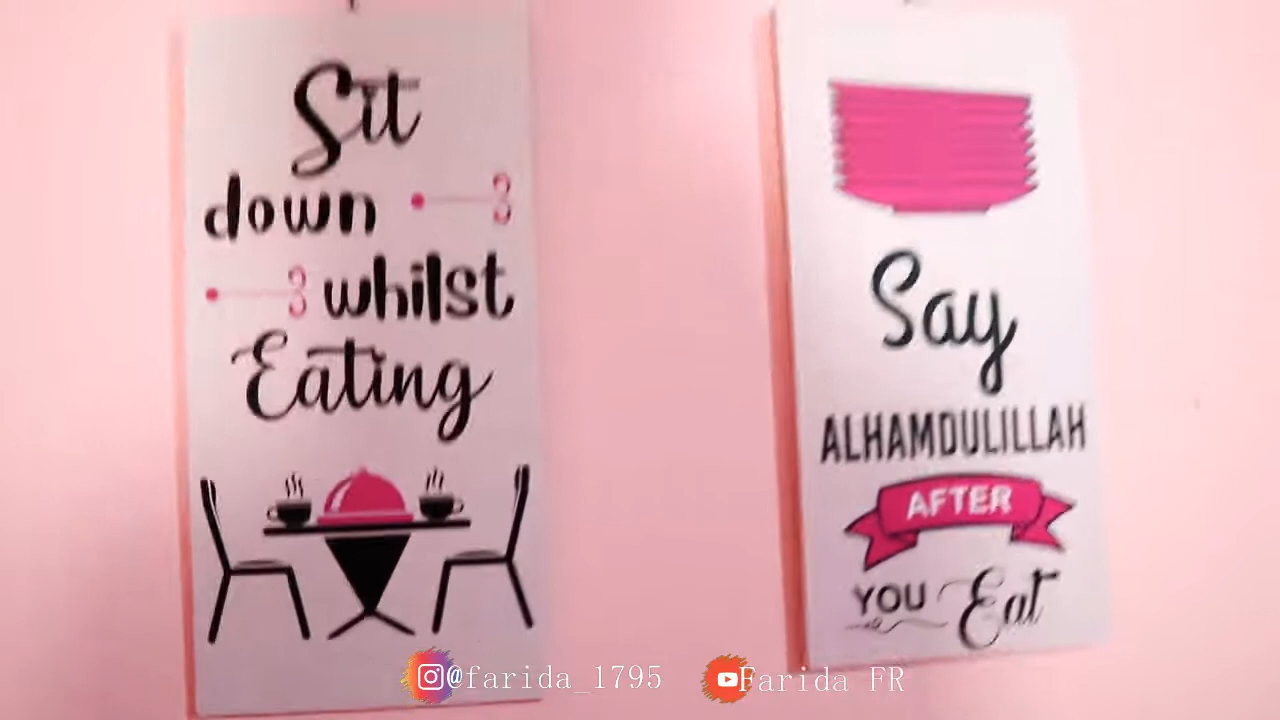 Sit
down
whilst
Eating
Say
ALHAMDULILLAH
AFTER
YOU Eat
@farida_1795
Farida FR